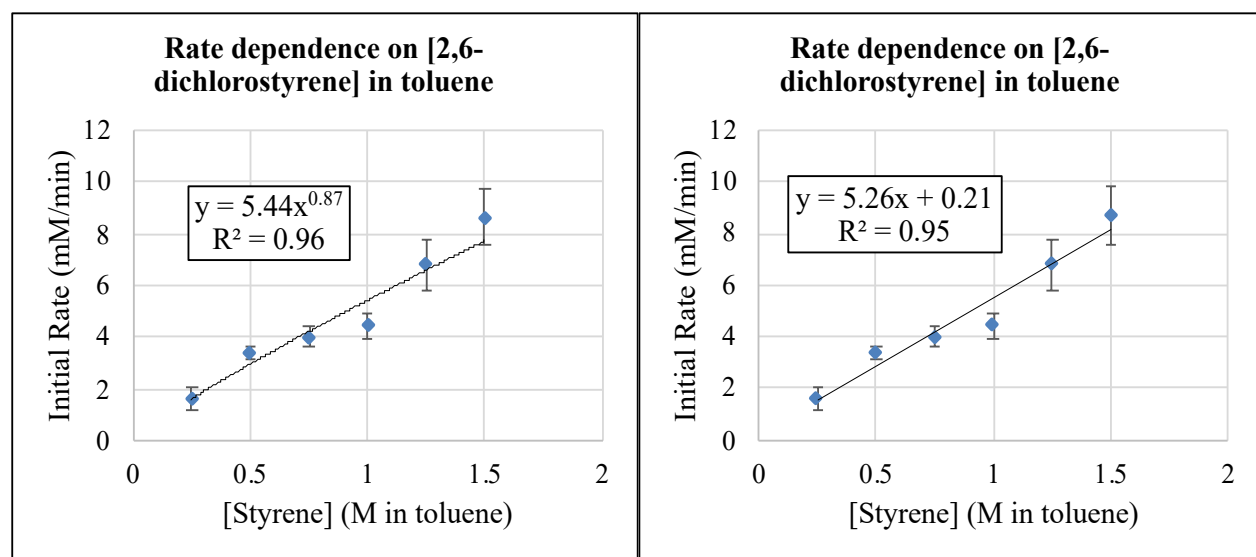 Rate dependence on [2,6-
dichlorostyrene] in toluene
12
10
8
6
4
2
0
Initial Rate (mM/min)
y = 5.44x^0.87
R² = 0.96
0 0.5 1 1.5 2
[Styrene] (M in toluene)
Rate dependence on [2,6-
dichlorostyrene] in toluene
12
10
8
6
4
2
0
Initial Rate (mM/min)
y = 5.26x + 0.21
R² = 0.95
0 0.5 1 1.5 2
[Styrene] (M in toluene)